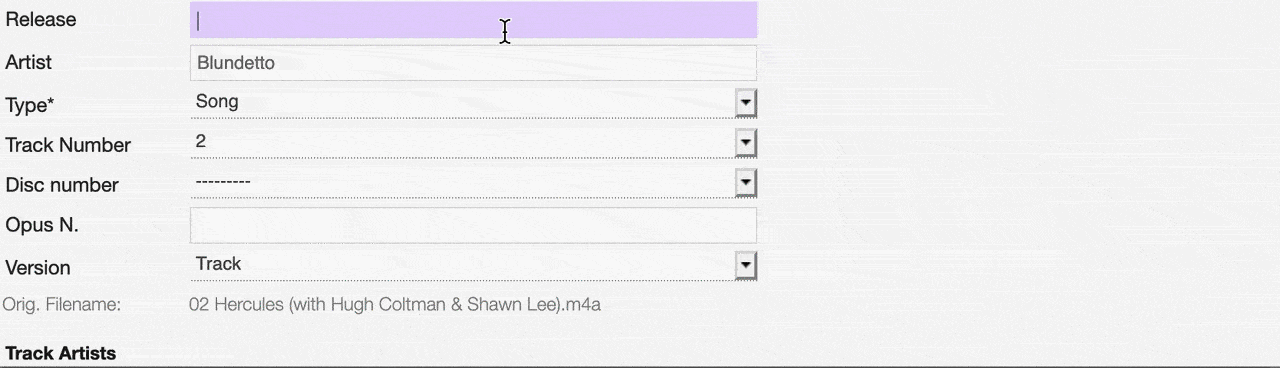 Release
Artist Blundetto
Type* Song
Track Number 2
Disc number ---------
Opus N.
Version Track
Orig. Filename: 02 Hercules (with Hugh Coltman & Shawn Lee).m4a
Track Artists